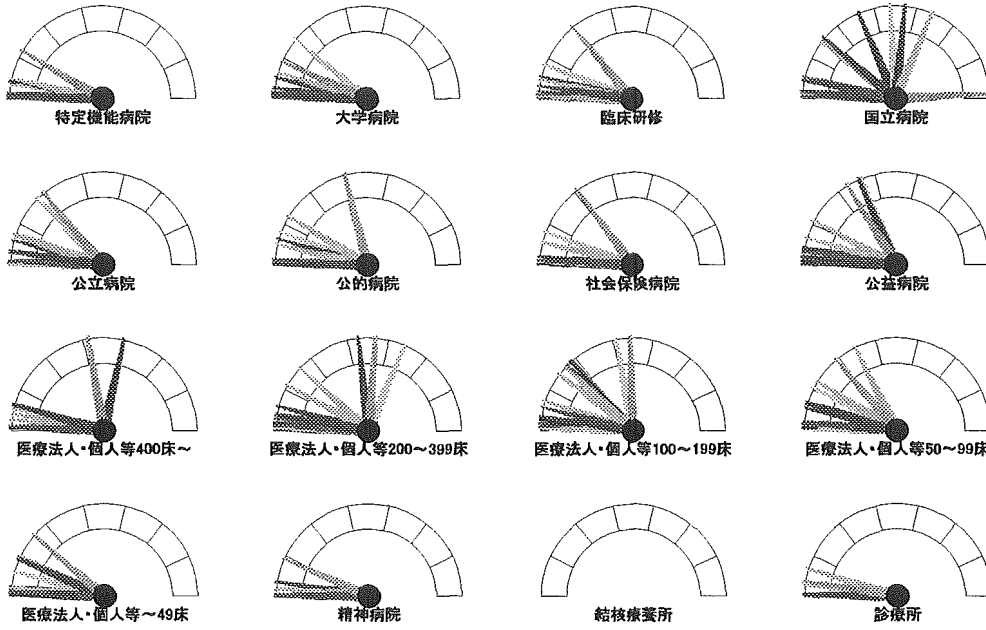 特定機能病院
大学病院
臨床研修
国立病院
公立病院
公的病院
社会保険病院
公益病院
医療法人・個人等400床～
医療法人・個人等200～399床
医療法人・個人等100～199床
医療法人・個人等50～99床
医療法人・個人等～49床
精神病院
結核療養所
診療所